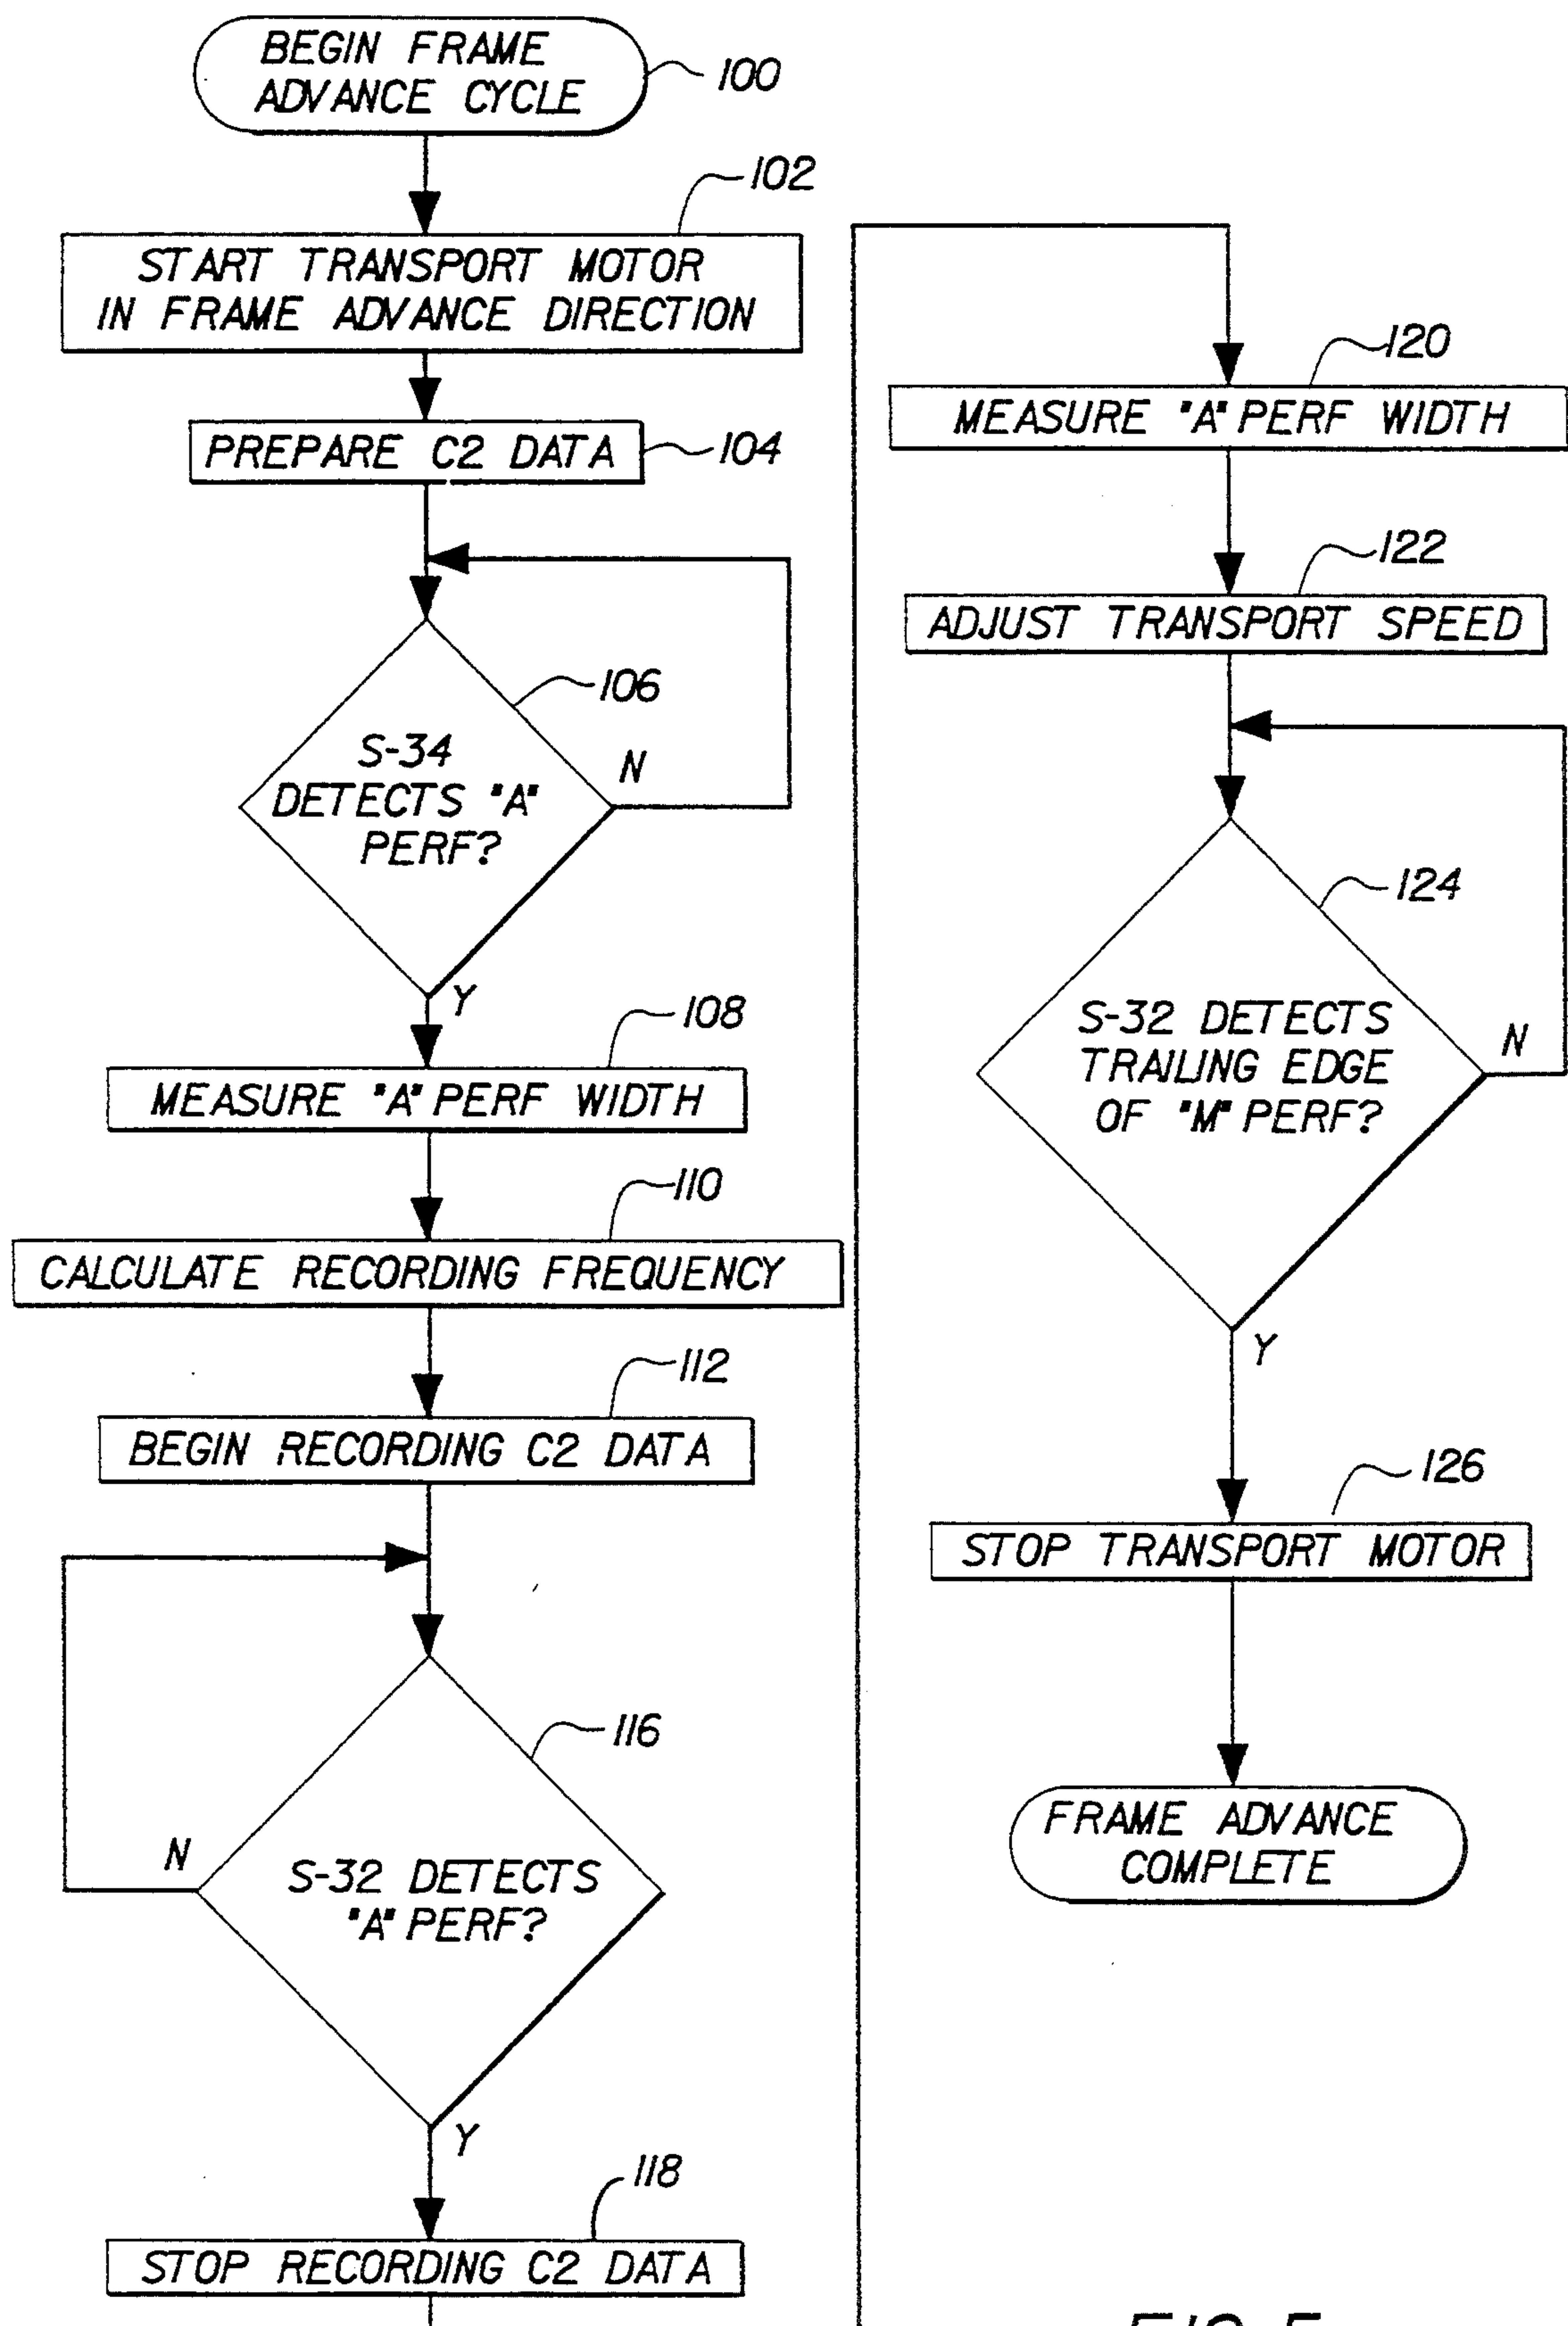 BEGIN FRAME
ADVANCE CYCLE
100
102
START TRANSPORT MOTOR
IN FRAME ADVANCE DIRECTION
PREPARE C2 DATA
104
106
S-34
DETECTS "A"
PERF?
N
Y
108
MEASURE "A" PERF WIDTH
110
CALCULATE RECORDING FREQUENCY
112
BEGIN RECORDING C2 DATA
116
N
S-32 DETECTS
"A" PERF?
Y
118
STOP RECORDING C2 DATA
120
MEASURE "A" PERF WIDTH
122
ADJUST TRANSPORT SPEED
124
S-32 DETECTS
TRAILING EDGE
OF "M" PERF?
N
Y
126
STOP TRANSPORT MOTOR
FRAME ADVANCE
COMPLETE